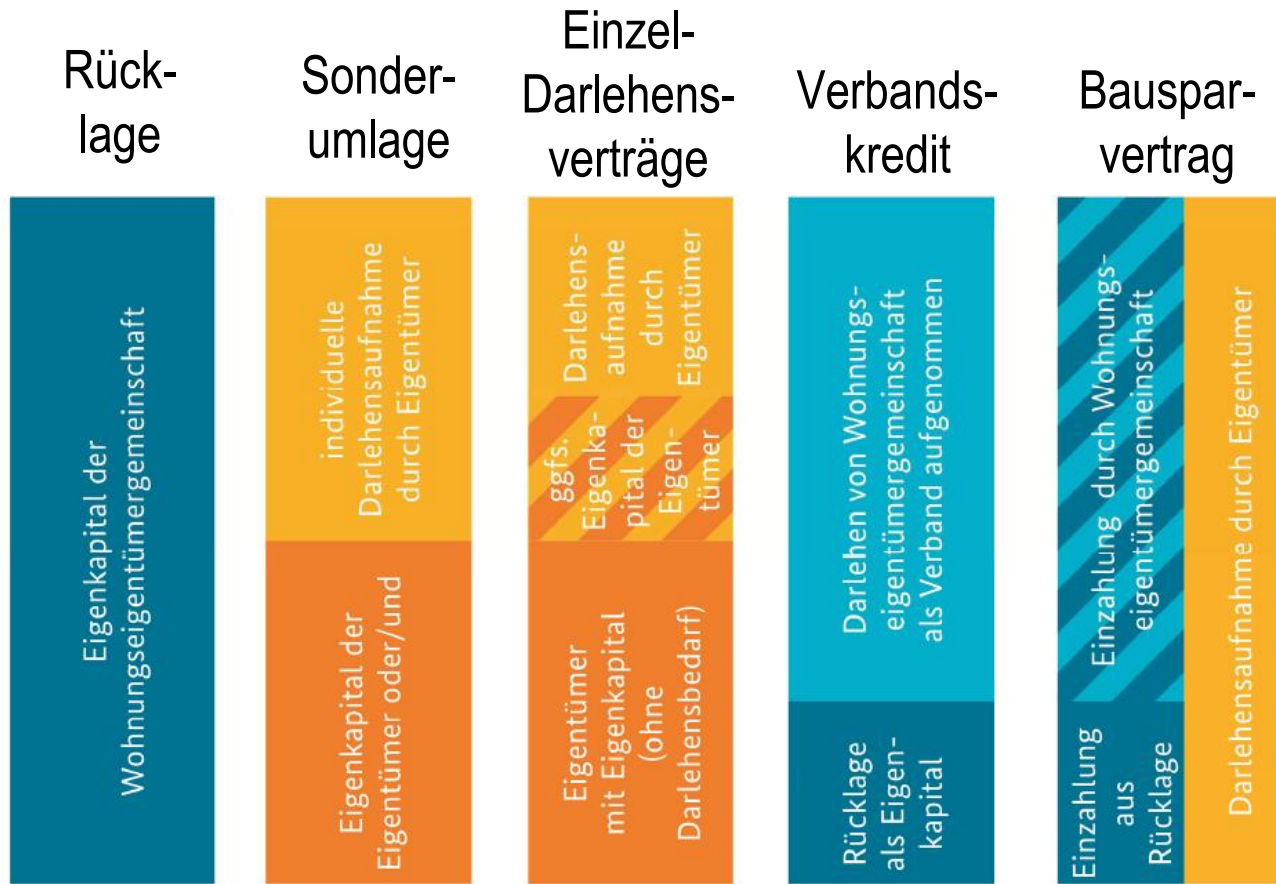 Rück-
lage
Sonder-
umlage
Einzel-
Darlehens-
verträge
Verbands-
kredit
Bauspar-
vertrag
Eigenkapital der
Wohnungseigentümergemeinschaft
individuelle
Darlehensaufnahme
durch Eigentümer
Eigenkapital der
Eigentümer oder/und
Darlehens-
aufnahme
durch
Eigentümer
ggfs.
Eigenka-
pital der
Eigen-
tümer
Eigentümer
mit Eigenkapital
(ohne
Darlehensbedarf)
Darlehen von Wohnungs-
eigentümergemeinschaft
als Verband aufgenommen
Rücklage
als Eigen-
kapital
Einzahlung durch Wohnungs-
eigentümergemeinschaft
Einzahlung
aus
Rücklage
Darlehensaufnahme durch Eigentümer